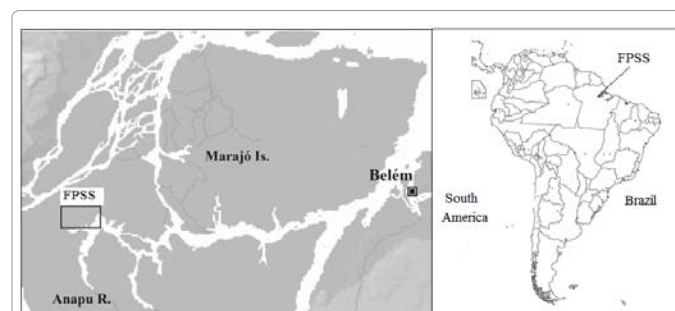 Marajó Is.
Belém
FPSS
Anapu R.
FPSS
South
America
Brazil